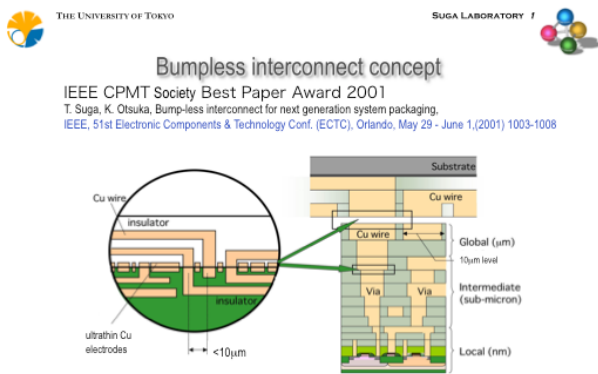 THE UNIVERSITY OF TOKYO
SUGA LABORATORY 1
Bumpless interconnect concept
IEEE CPMT Society Best Paper Award 2001
T. Suga, K. Otsuka, Bump-less interconnect for next generation system packaging,
IEEE, 51st Electronic Components & Technology Conf. (ECTC), Orlando, May 29 - June 1,(2001) 1003-1008
Substrate
Cu wire
Cu wire
insulator
Cu wire
Global (μm)
10μm level
Via
Via
Intermediate
(sub-micron)
insulator
ultrathin Cu
electrodes
<10μm
Local (nm)